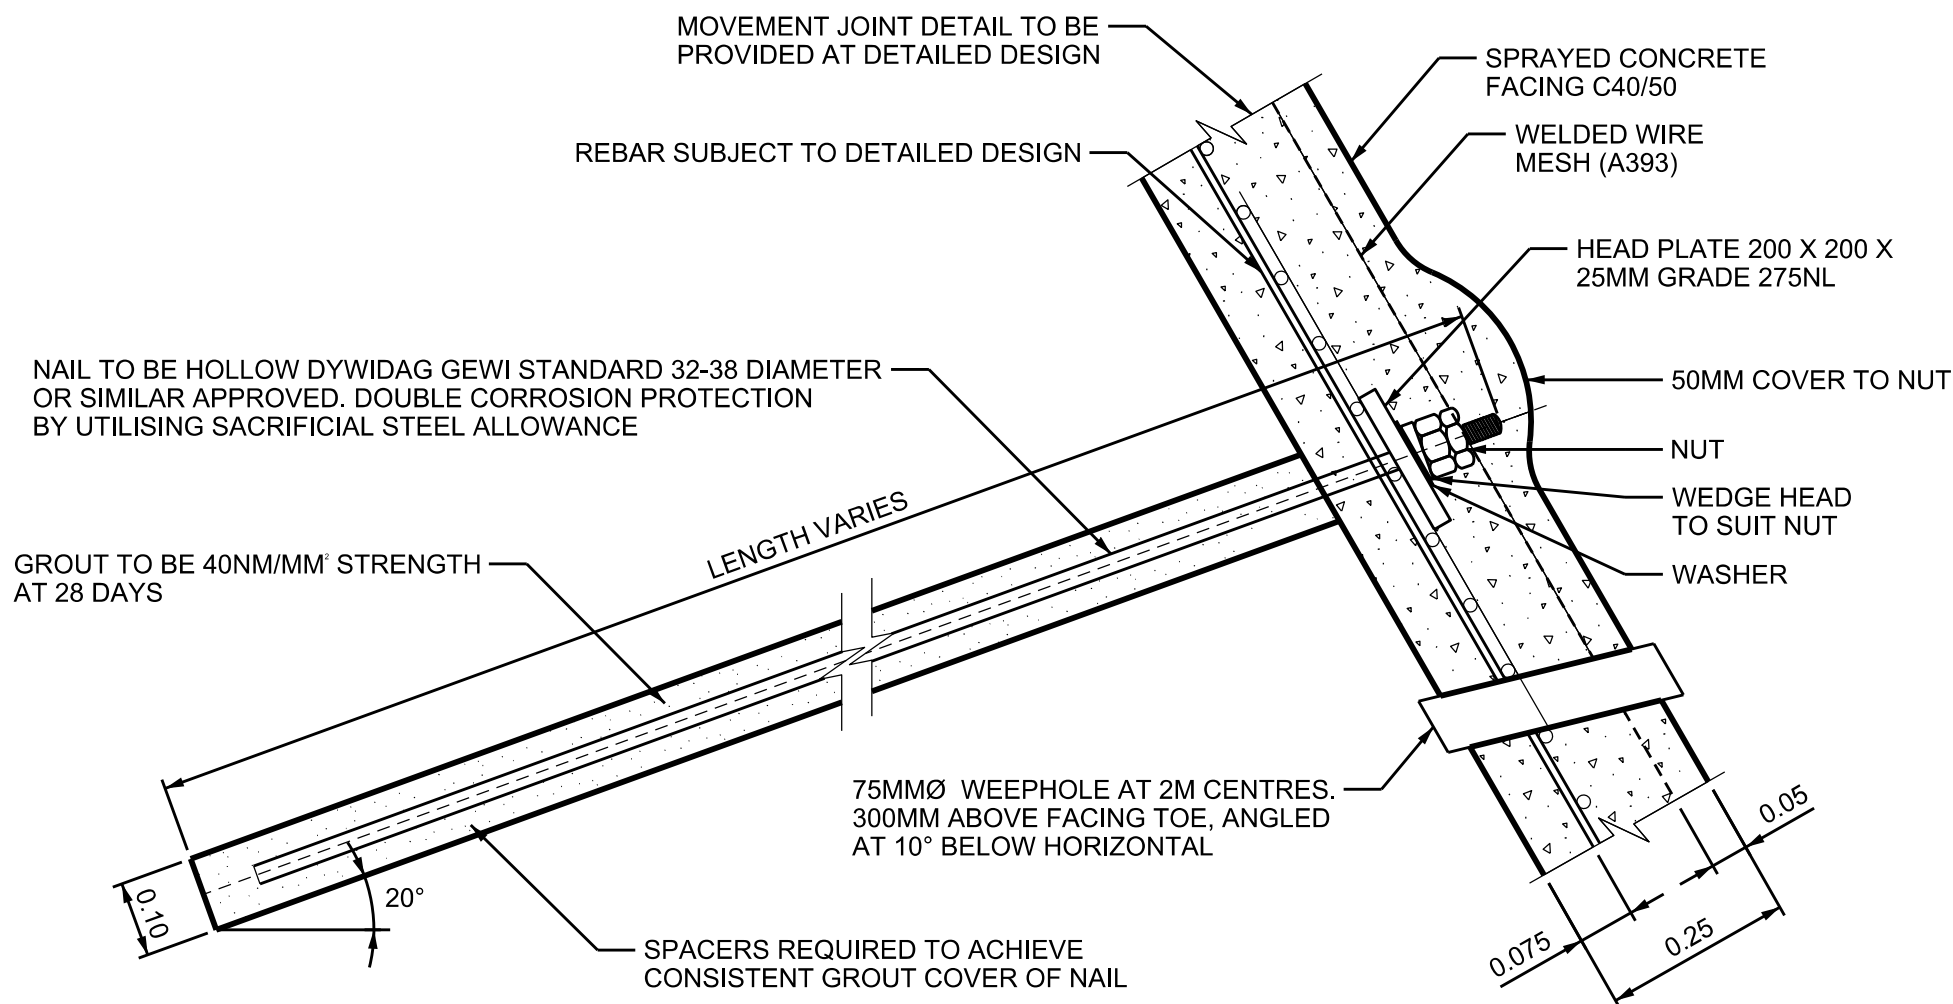 MOVEMENT JOINT DETAIL TO BE
PROVIDED AT DETAILED DESIGN
SPRAYED CONCRETE
FACING C40/50
WELDED WIRE
MESH (A393)
REBAR SUBJECT TO DETAILED DESIGN
HEAD PLATE 200 X 200 X
25MM GRADE 275NL
NAIL TO BE HOLLOW DYWIDAG GEWI STANDARD 32-38 DIAMETER
OR SIMILAR APPROVED. DOUBLE CORROSION PROTECTION
BY UTILISING SACRIFICIAL STEEL ALLOWANCE
50MM COVER TO NUT
NUT
WEDGE HEAD
TO SUIT NUT
WASHER
LENGTH VARIES
GROUT TO BE 40NM/MM² STRENGTH
AT 28 DAYS
75MMØ WEEPHOLE AT 2M CENTRES.
300MM ABOVE FACING TOE, ANGLED
AT 10° BELOW HORIZONTAL
0.05
0.10
20°
0.075
0.25
SPACERS REQUIRED TO ACHIEVE
CONSISTENT GROUT COVER OF NAIL